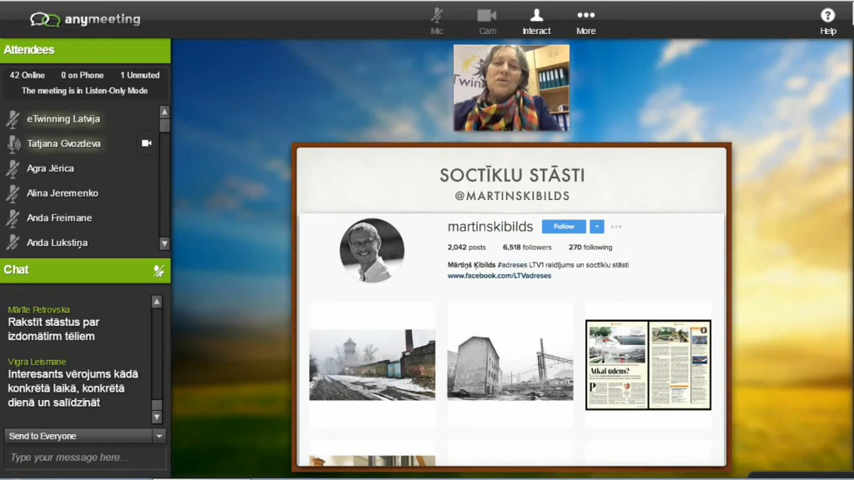 anymeeting
Mic
Cam
Interact
More
Help
Attendees
42 Online 0 on Phone 1 Unmuted
The meeting is in Listen-Only Mode
eTwinning Latvija
Tatjana Gvozdeva
Agra Jērica
Alina Jeremenko
Anda Freimane
Anda Lukstiņa
Chat
Mārīte Petrovska
Rakstīt stāstus par
izdomātirm tēliem
Vigra Leismane
Interesants vērojums kādā
konkrētā laikā, konkrētā
dienā un salīdzināt
Send to Everyone
Type your message here...
SOCTĪKLU STĀSTI
@MARTINSKIBILDS
martinskibilds Follow
2,042 posts 6,518 followers 270 following
Mārtiņš Ķibilds #adreses LTV1 raidījums un soctīklu stāsti
www.facebook.com/LTVadreses
Atkal ūdens?